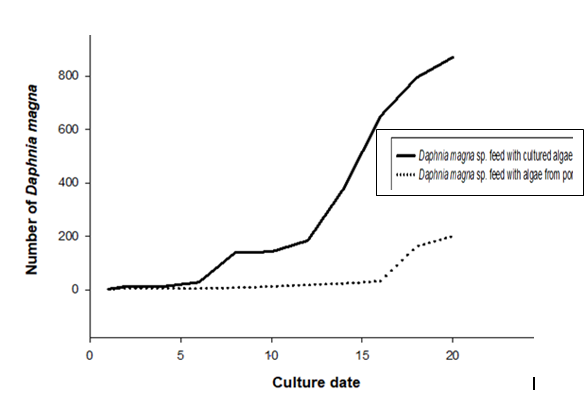 800
600
400
200
0
Number of Daphnia magna
Daphnia magna sp. feed with cultured algae
Daphnia magna sp. feed with algae from
0 5 10 15 20
Culture date